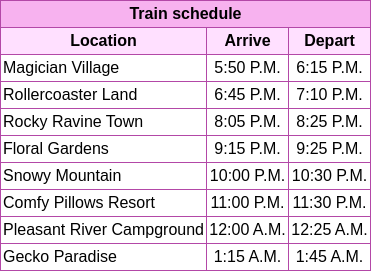 Train schedule
Location Arrive Depart
Magician Village 5:50 P.M. 6:15 P.M.
Rollercoaster Land 6:45 P.M. 7:10 P.M.
Rocky Ravine Town 8:05 P.M. 8:25 P.M.
Floral Gardens 9:15 P.M. 9:25 P.M.
Snowy Mountain 10:00 P.M. 10:30 P.M.
Comfy Pillows Resort 11:00 P.M. 11:30 P.M.
Pleasant River Campground 12:00 A.M. 12:25 A.M.
Gecko Paradise 1:15 A.M. 1:45 A.M.